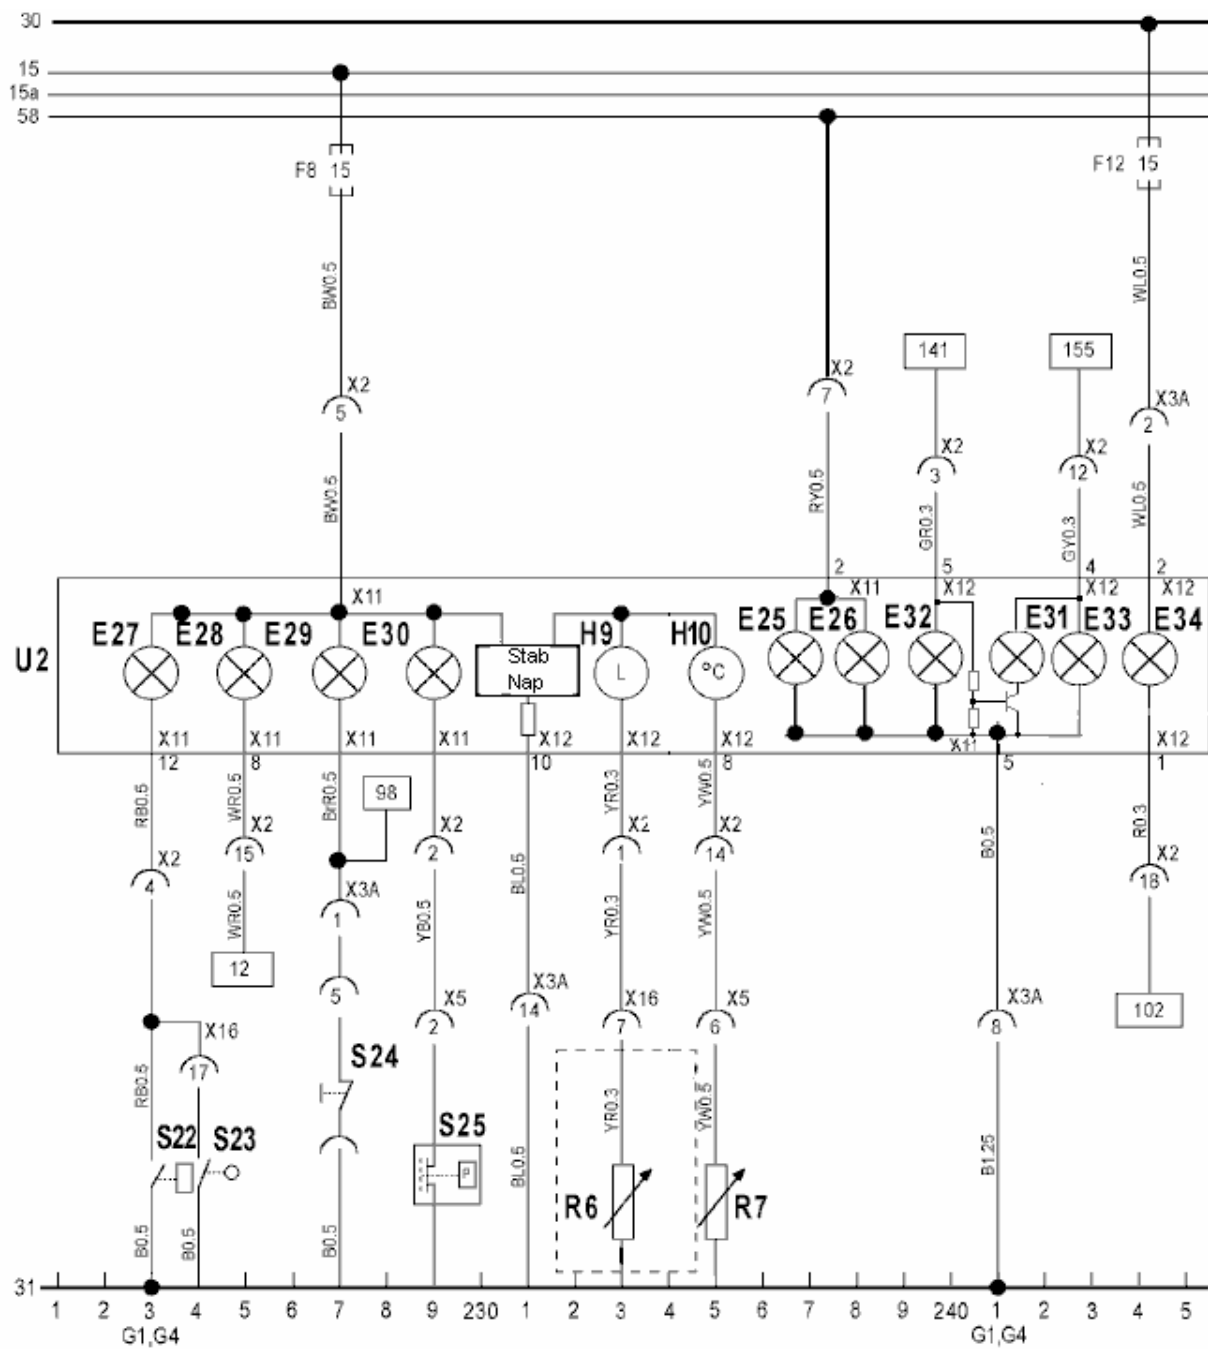 30
15
15a
58
F8 15
F12 15
BW0.5
WL0.5
141
155
X2
5
X2
7
X2
3
X2
12
X3A
2
BW0.5
RY0.5
GR0.3
GY0.3
WL0.5
2
5
4
2
X11
X11
X12
X12
X12
E27
E28
E29
E30
H9
H10
E25
E26
E32
E31
E33
E34
U2
Stab
Nap
L
°C
X11
X11
X11
X11
X12
X12
X12
X11
X12
12
8
10
8
5
1
RB0.5
WR0.5
BrR0.5
98
YR0.3
YW0.5
B0.5
R0.3
X2
4
X2
15
X2
2
X2
1
X2
14
X2
18
WR0.5
12
X3A
1
YB0.5
BL0.5
YR0.3
YW0.5
5
X5
2
X3A
14
X16
7
X5
6
X3A
8
102
X16
17
RB0.5
S24
S22
S23
S25
P
YR0.3
YW0.5
BL0.5
R6
R7
B1.25
B0.5
B0.5
B0.5
31
1 2 3 4 5 6 7 8 9 230 1 2 3 4 5 6 7 8 9 240 1 2 3 4 5
G1,G4
G1,G4